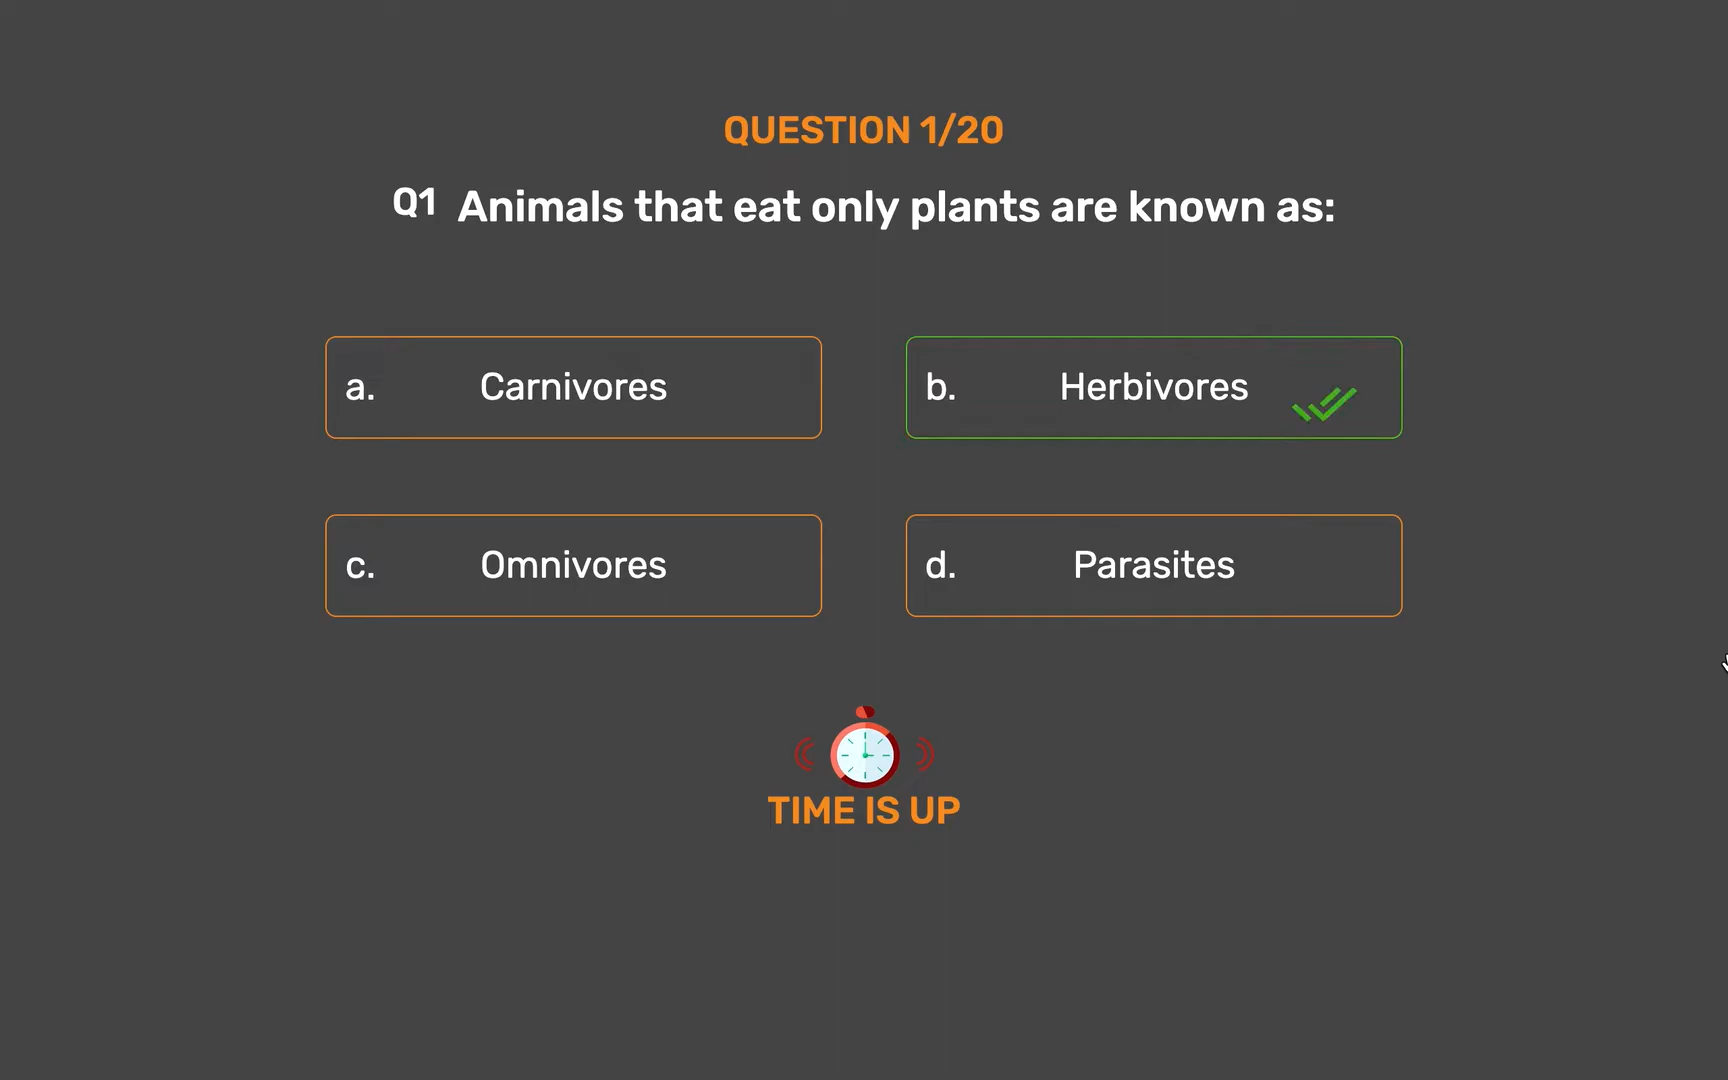 QUESTION 1/20
Q1 Animals that eat only plants are known as:
a. Carnivores
b. Herbivores
c. Omnivores
d. Parasites
TIME IS UP